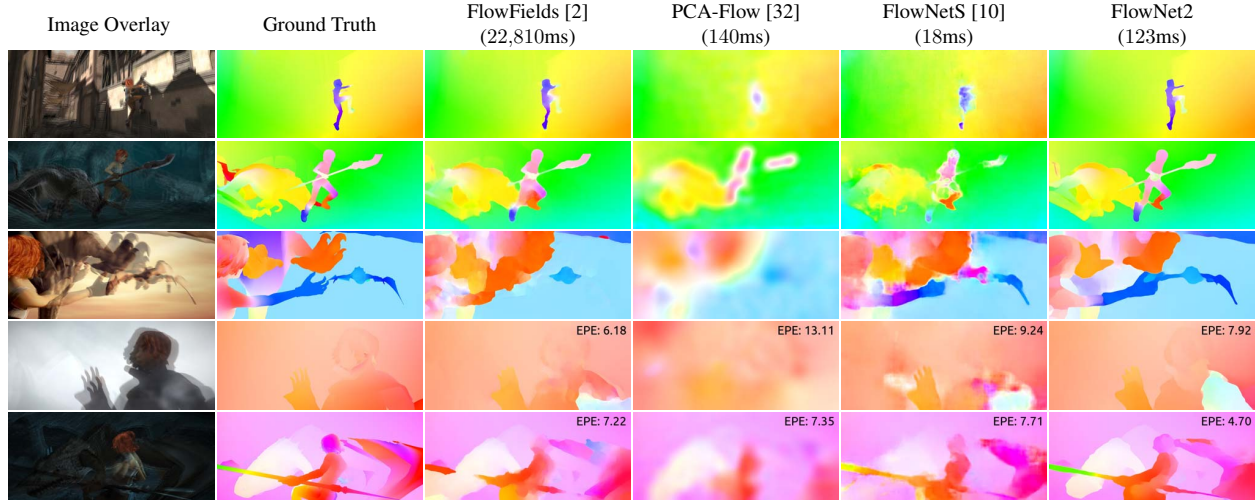 Image Overlay
Ground Truth
FlowFields [2]
(22,810ms)
PCA-Flow [32]
(140ms)
FlowNetS [10]
(18ms)
FlowNet2
(123ms)
EPE: 6.18
EPE: 13.11
EPE: 9.24
EPE: 7.92
EPE: 7.22
EPE: 7.35
EPE: 7.71
EPE: 4.70